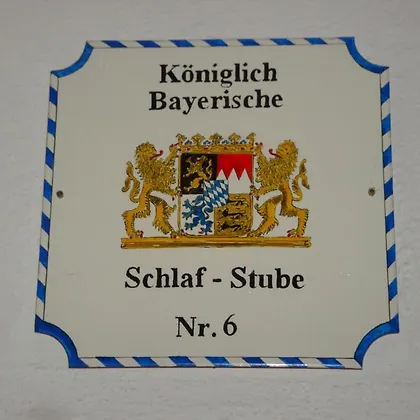 Königlich
Bayerische
Schlaf - Stube
Nr. 6